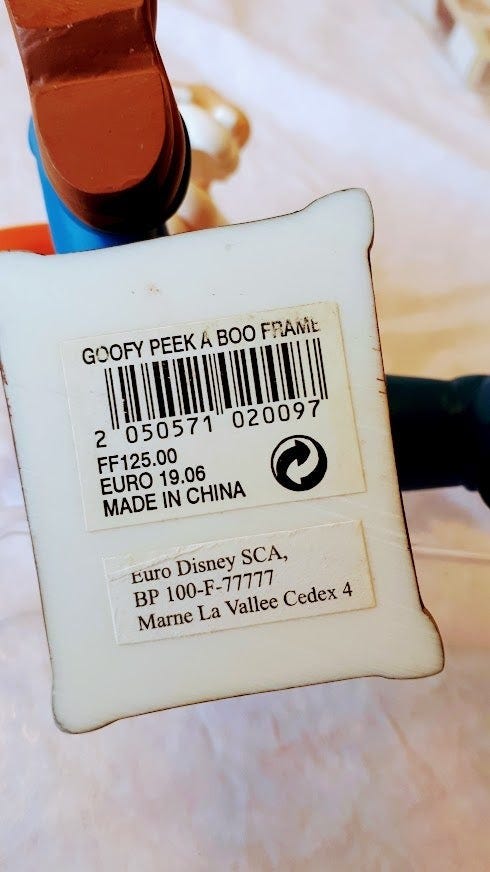 GOOFY PEEK A BOO FRAME
2 050571 020097
FF125.00
EURO 19.06
MADE IN CHINA
Euro Disney SCA,
BP 100-F-77777
Marne La Vallee Cedex 4